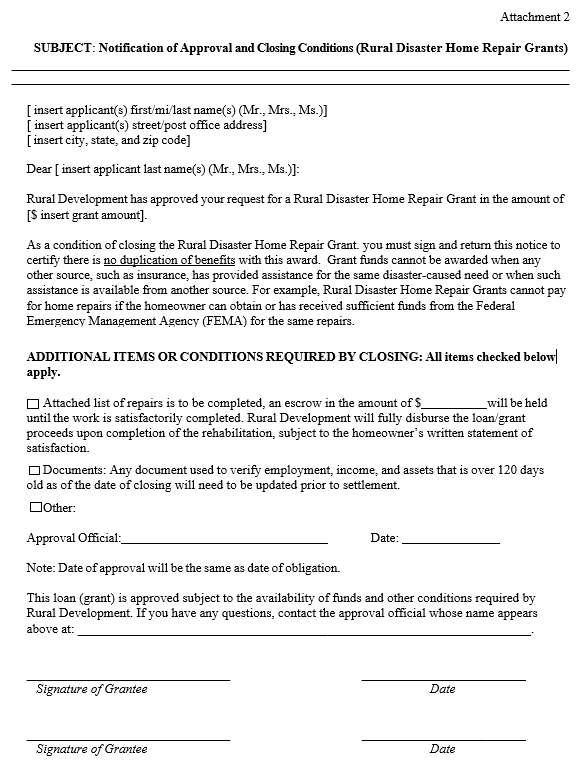 Attachment 2
SUBJECT: Notification of Approval and Closing Conditions (Rural Disaster Home Repair Grants)
[ insert applicant(s) first/mi/last name(s) (Mr., Mrs., Ms.)]
[ insert applicant(s) street/post office address]
[ insert city, state, and zip code]
Dear [ insert applicant last name(s) (Mr., Mrs., Ms.)]:
Rural Development has approved your request for a Rural Disaster Home Repair Grant in the amount of
[$ insert grant amount].
As a condition of closing the Rural Disaster Home Repair Grant. you must sign and return this notice to
certify there is no duplication of benefits with this award.  Grant funds cannot be awarded when any
other source, such as insurance, has provided assistance for the same disaster-caused need or when such
assistance is available from another source. For example, Rural Disaster Home Repair Grants cannot pay
for home repairs if the homeowner can obtain or has received sufficient funds from the Federal
Emergency Management Agency (FEMA) for the same repairs.
ADDITIONAL ITEMS OR CONDITIONS REQUIRED BY CLOSING: All items checked below
apply.
☐ Attached list of repairs is to be completed, an escrow in the amount of $__________will be held
until the work is satisfactorily completed. Rural Development will fully disburse the loan/grant
proceeds upon completion of the rehabilitation, subject to the homeowner's written statement of
satisfaction.
☐Documents: Any document used to verify employment, income, and assets that is over 120 days
old as of the date of closing will need to be updated prior to settlement.
☐Other:
Approval Official:________________________________ Date: _______________
Note: Date of approval will be the same as date of obligation.
This loan (grant) is approved subject to the availability of funds and other conditions required by
Rural Development. If you have any questions, contact the approval official whose name appears
above at: ______________________________________________________________________.
Signature of Grantee Date
Signature of Grantee Date